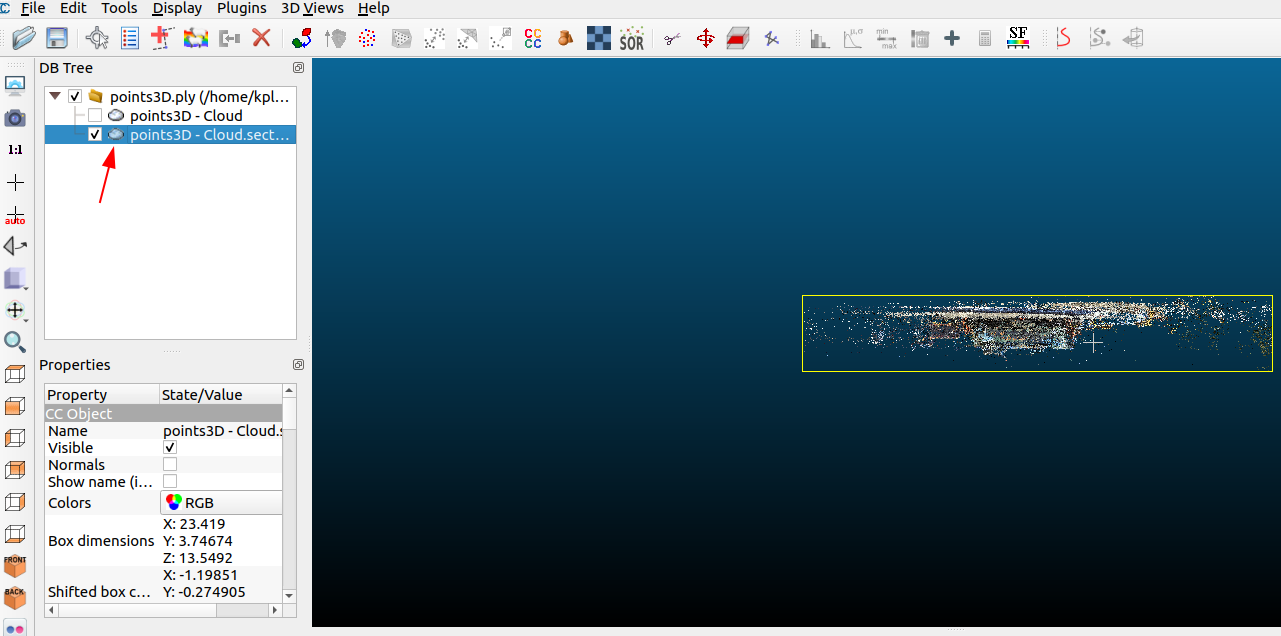 File Edit Tools Display Plugins 3D Views Help
CC
CC
SOR
μ,σ
min
max
SF
DB Tree
points3D.ply (/home/kpl...
points3D - Cloud
points3D - Cloud.sect...
1:1
auto
Properties
Property State/Value
CC Object
Name points3D - Cloud.s
Visible
Normals
Show name (i...
Colors RGB
Box dimensions X: 23.419
Y: 3.74674
Z: 13.5492
Shifted box c... X: -1.19851
Y: -0.274905
FRONT
BACK